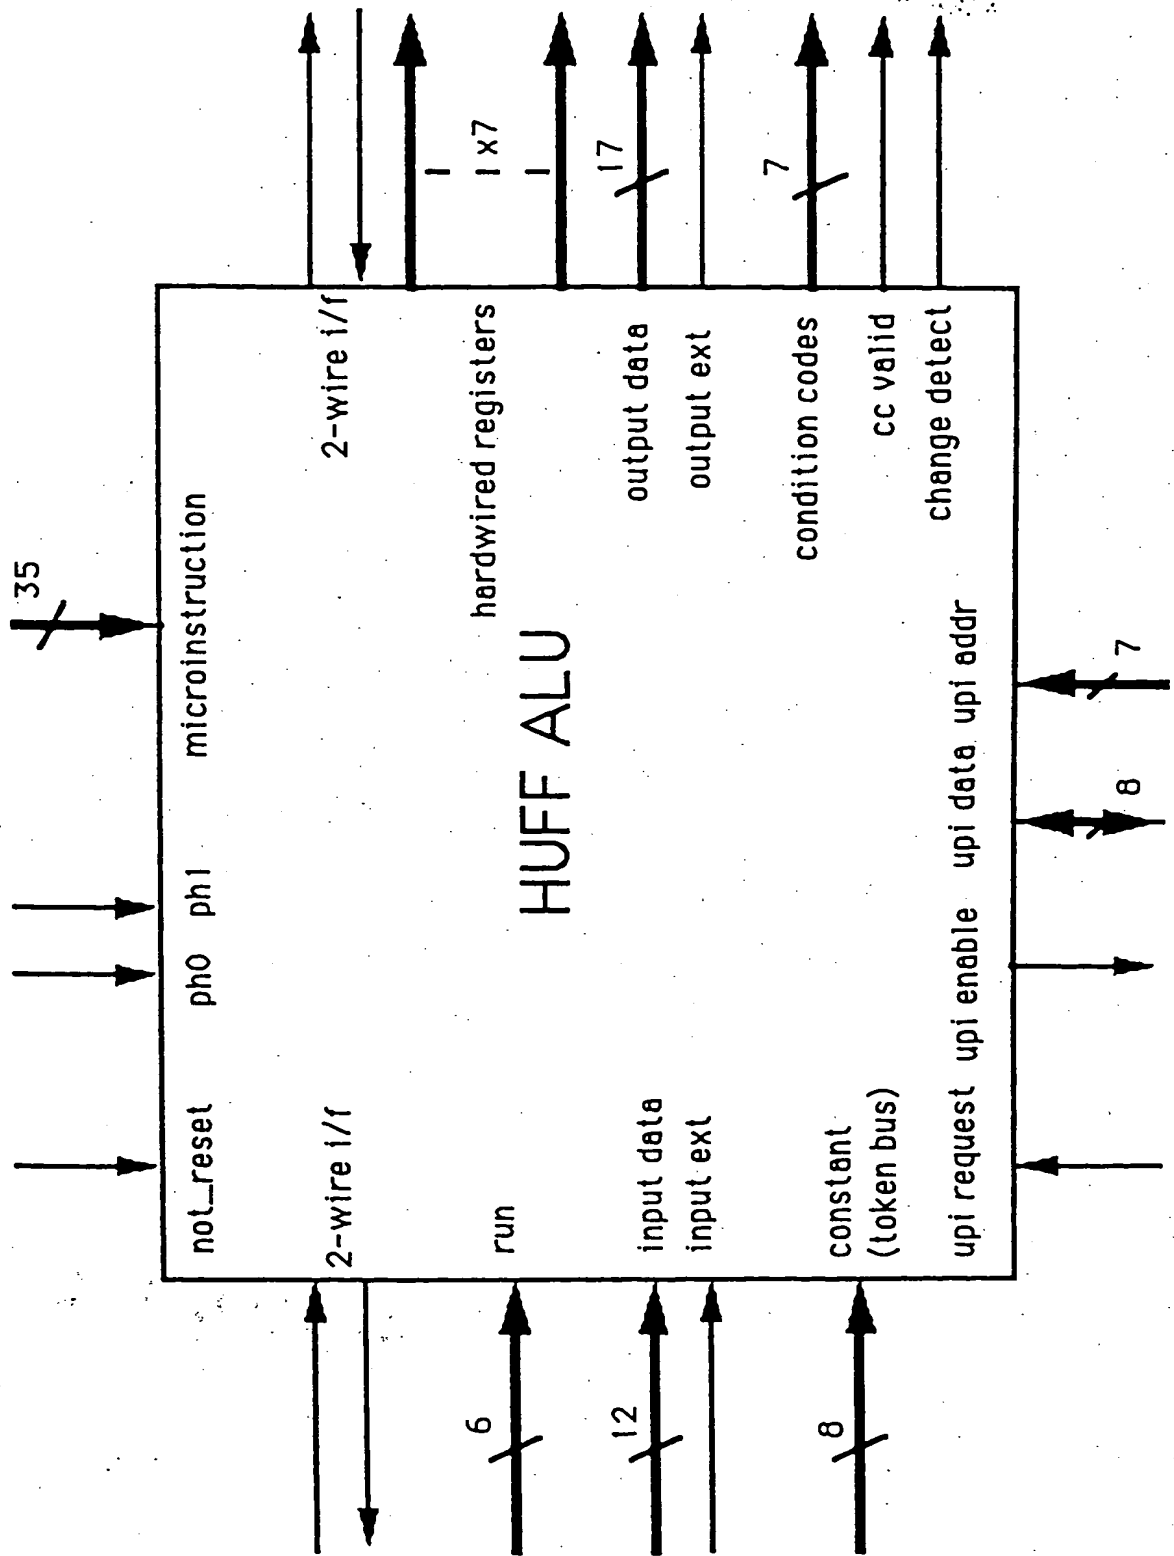 35
not_reset ph0 ph1 microinstruction
2-wire i/f 2-wire i/f
6 run hardwired registers x7
HUFF ALU
12 input data output data 17
input ext output ext
8 constant condition codes 7
(token bus) cc valid
change detect
upi request upi enable upi data upi addr
8 7